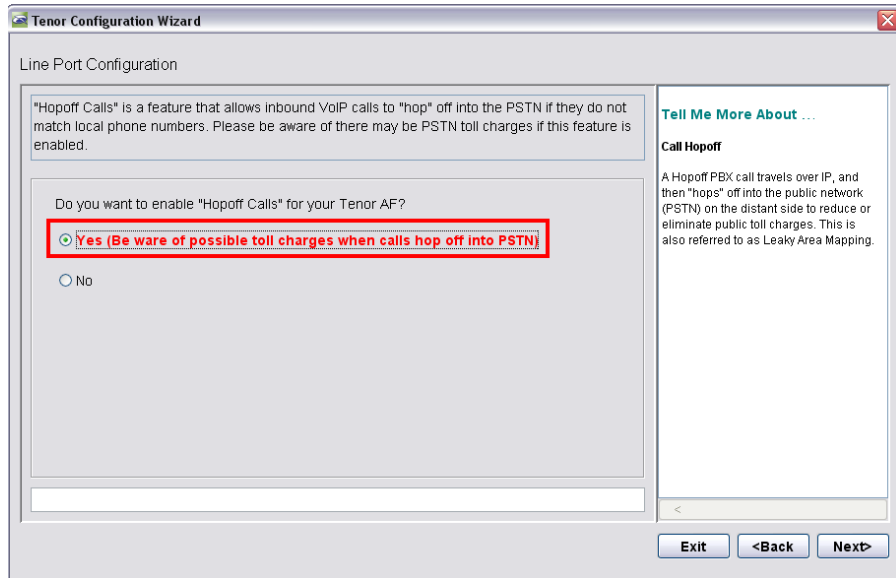 Tenor Configuration Wizard
Line Port Configuration
"Hopoff Calls" is a feature that allows inbound VoIP calls to "hop" off into the PSTN if they do not
match local phone numbers. Please be aware of there may be PSTN toll charges if this feature is
enabled.
Do you want to enable "Hopoff Calls" for your Tenor AF?
Yes (Be ware of possible toll charges when calls hop off into PSTN)
No
Tell Me More About ...
Call Hopoff
A Hopoff PBX call travels over IP, and
then "hops" off into the public network
(PSTN) on the distant side to reduce or
eliminate public toll charges. This is
also referred to as Leaky Area Mapping.
Exit
<Back
Next>